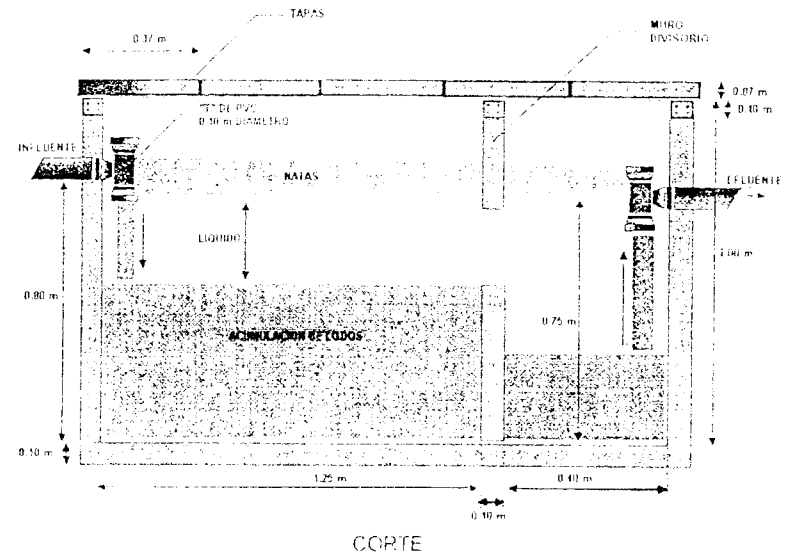 TAPAS
0.37 m
MURO
DIVISORIO
"T" DE PVC
0.10 m DIAMETRO
0.07 m
0.10 m
INFLUENTE
NATAS
EFLUENTE
LIQUIDO
1.00 m
0.80 m
0.75 m
ACUMULACION DE LODOS
0.10 m
1.25 m
0.40 m
0.10 m
CORTE